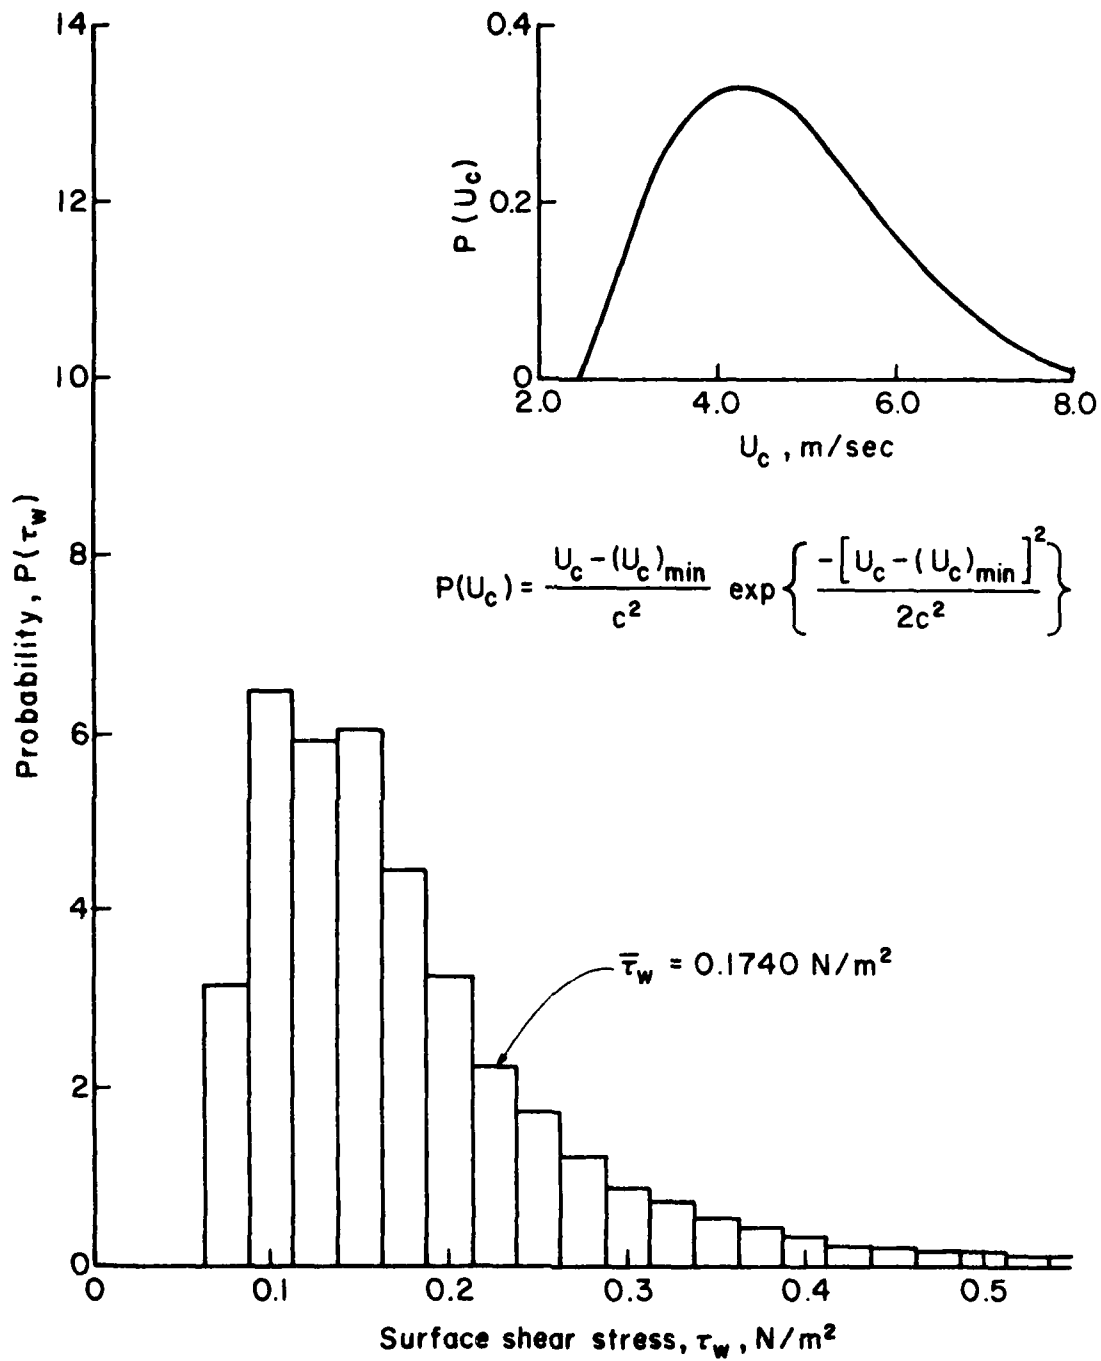 14
12
10
8
6
4
2
0
Probability, P(τw)
0 0.1 0.2 0.3 0.4 0.5
Surface shear stress, τw, N/m²
0.4
0.2
0
P (Uc)
2.0 4.0 6.0 8.0
Uc , m/sec
P(Uc) = Uc - (Uc)min / c² exp { -[Uc - (Uc)min]² / 2c² }
τ̅w = 0.1740 N/m²